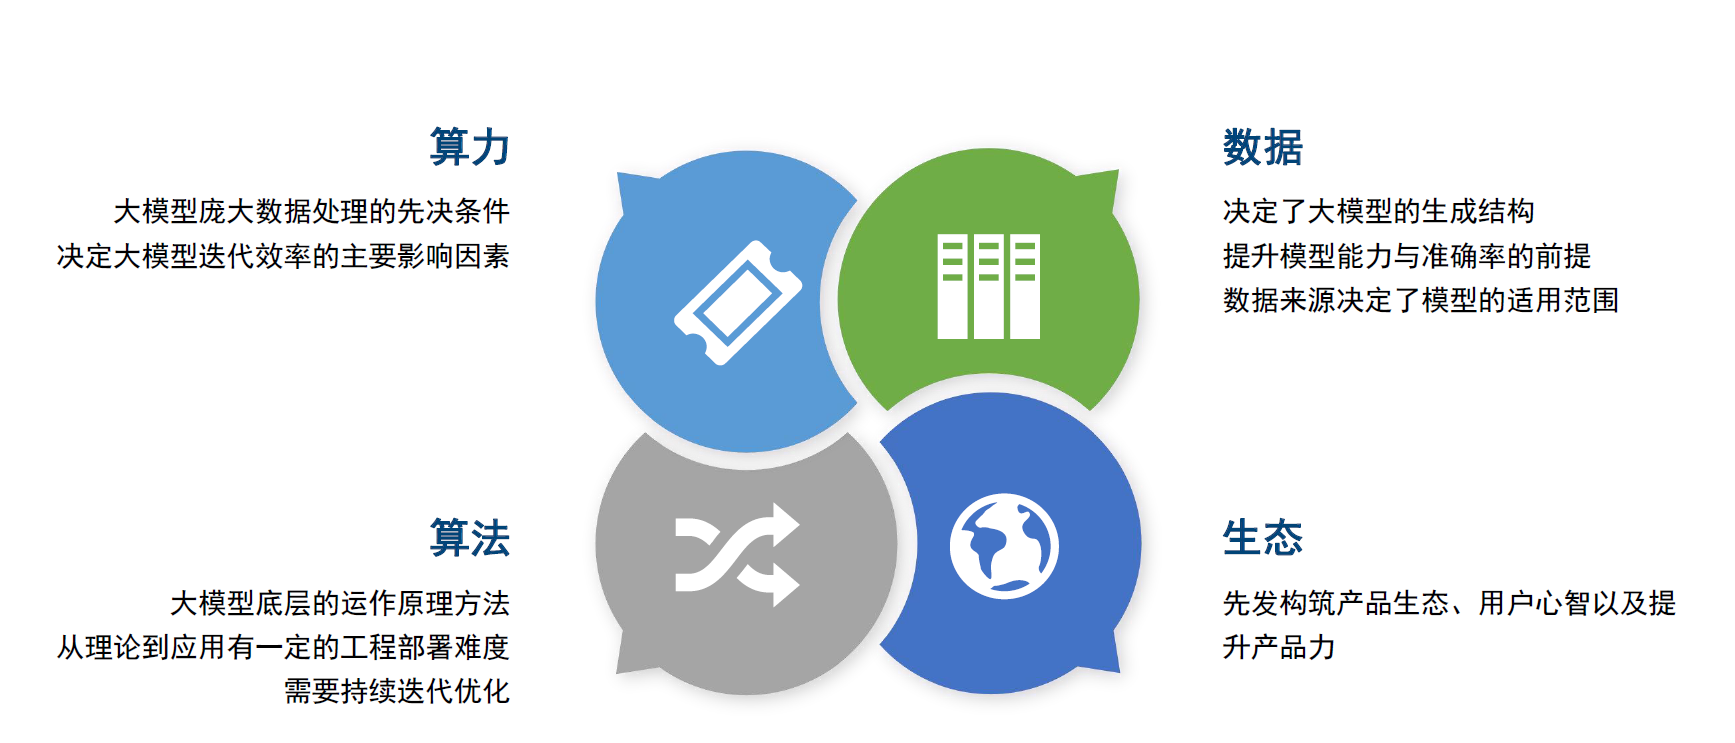 算力
大模型庞大数据处理的先决条件
决定大模型迭代效率的主要影响因素
数据
决定了大模型的生成结构
提升模型能力与准确率的前提
数据来源决定了模型的适用范围
算法
大模型底层的运作原理方法
从理论到应用有一定的工程部署难度
需要持续迭代优化
生态
先发构筑产品生态、用户心智以及提
升产品力